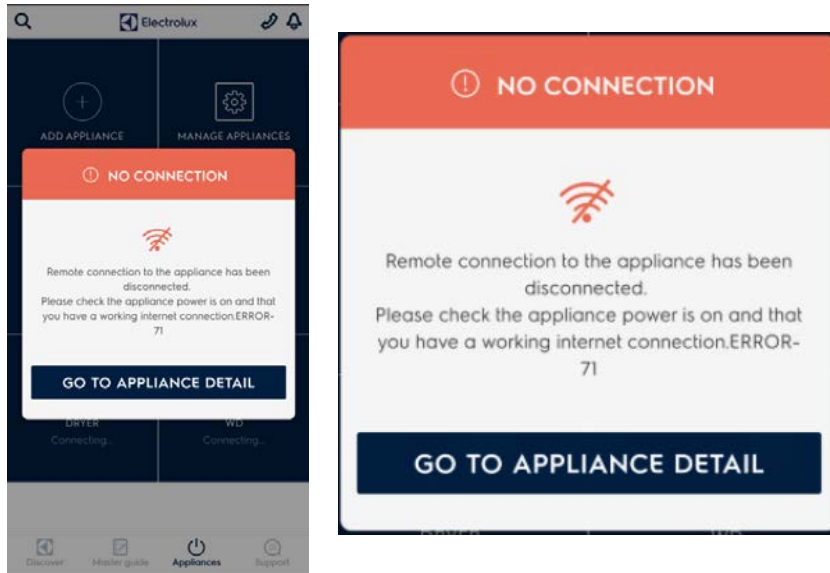 Electrolux
ADD APPLIANCE
MANAGE APPLIANCES
NO CONNECTION
Remote connection to the appliance has been
disconnected.
Please check the appliance power is on and that
you have a working internet connection.ERROR-
71
GO TO APPLIANCE DETAIL
DRYER
WD
Connecting...
Connecting...
Discover
Master guide
Appliances
Support
NO CONNECTION
Remote connection to the appliance has been
disconnected.
Please check the appliance power is on and that
you have a working internet connection.ERROR-
71
GO TO APPLIANCE DETAIL
DRYER
WD